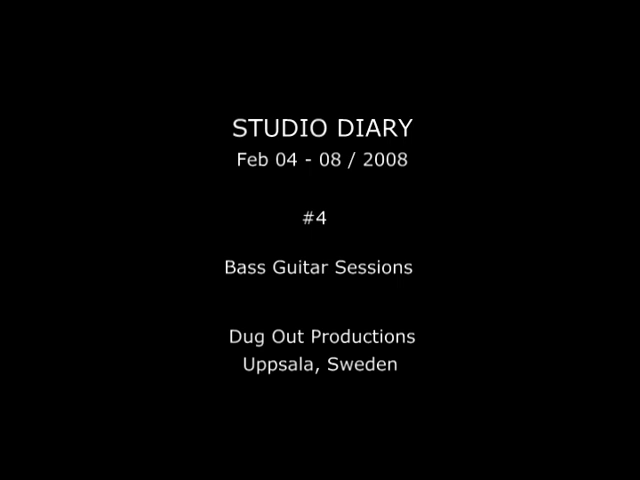 STUDIO DIARY
Feb 04 - 08 / 2008
#4
Bass Guitar Sessions
Dug Out Productions
Uppsala, Sweden